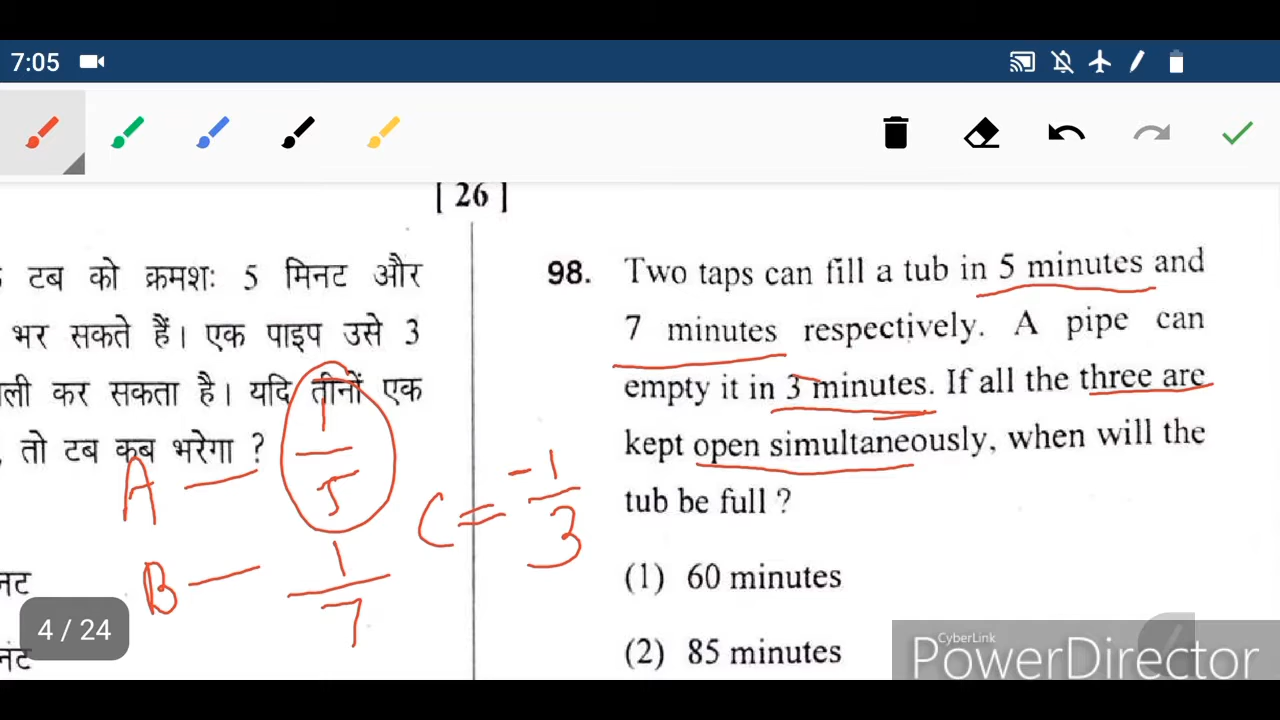 7:05
[ 26 ]
टब को क्रमशः 5 मिनट और
भर सकते हैं। एक पाइप उसे 3
कर सकता है। यदि तीनों एक
तो टब कब भरेगा ?
A — 1/5
B — 1/7
C = -1/3
98. Two taps can fill a tub in 5 minutes and
7 minutes respectively. A pipe can
empty it in 3 minutes. If all the three are
kept open simultaneously, when will the
tub be full ?
(1) 60 minutes
(2) 85 minutes
4 / 24
CyberLink
PowerDirector